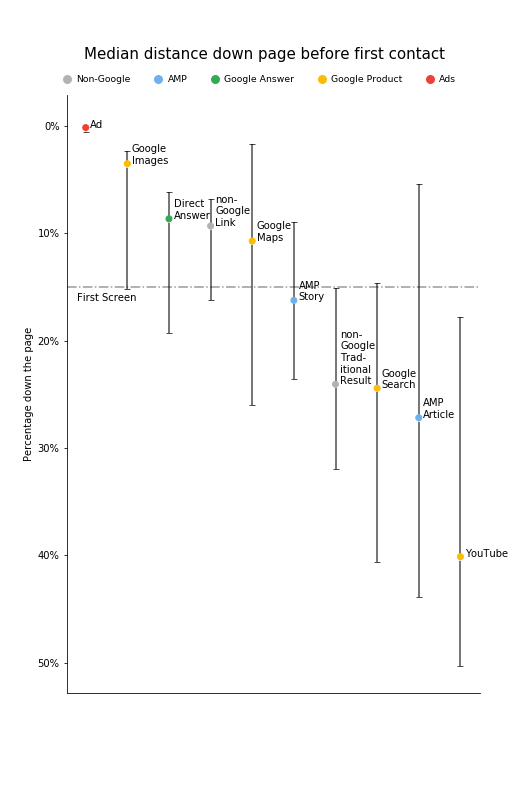 Median distance down page before first contact
Non-Google AMP Google Answer Google Product Ads
0%
10%
20%
30%
40%
50%
Percentage down the page
First Screen
Ad
Google
Images
Direct
Answer
non-
Google
Link
Google
Maps
AMP
Story
non-
Google
Trad-
itional
Result
Google
Search
AMP
Article
YouTube